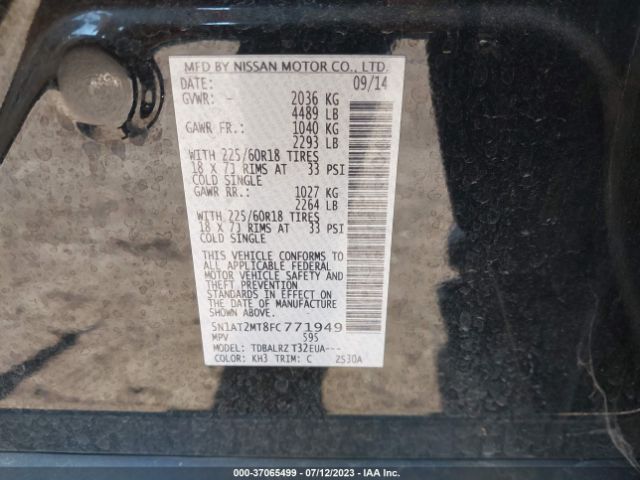 MFD BY NISSAN MOTOR CO., LTD.
DATE: 09/14
GVWR: - 2036 KG
4489 LB
GAWR FR.: 1040 KG
2293 LB
WITH 225/60R18 TIRES
18 X 7J RIMS AT 33 PSI
COLD SINGLE
GAWR RR.: 1027 KG
2264 LB
WITH 225/60R18 TIRES
18 X 7J RIMS AT 33 PSI
COLD SINGLE
THIS VEHICLE CONFORMS TO
ALL APPLICABLE FEDERAL
MOTOR VEHICLE SAFETY AND
THEFT PREVENTION
STANDARDS IN EFFECT ON
THE DATE OF MANUFACTURE
SHOWN ABOVE.
5N1AT2MT8FC771949
MPV 595
MODEL: TDBALRZ T32EUA---
COLOR: KH3 TRIM: C 2530A
000-37065499 - 07/12/2023 - IAA Inc.